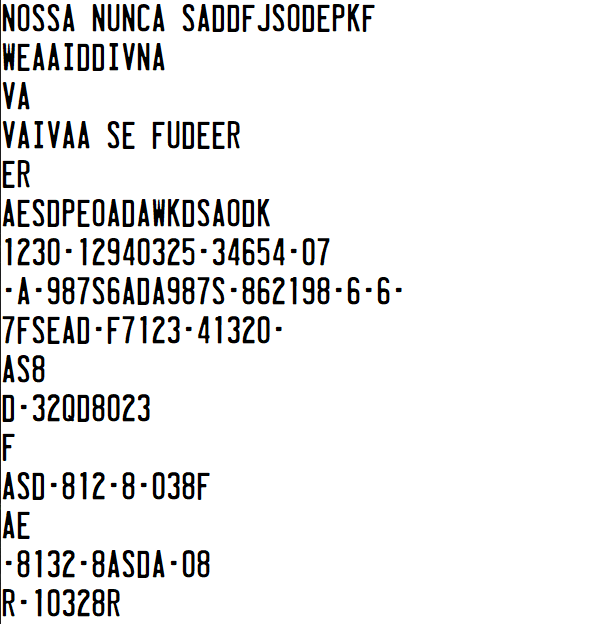 NOSSA NUNCA SADDFJSODEPKF
WEAAIDDIVNA
VA
VAIVAA SE FUDEER
ER
AESDPEOADAWKDSAODK
1230-12940325-34654-07
-A-987S6ADA987S-862198-6-6-
7FSEAD-F7123-41320-
AS8
D-32QD8023
F
ASD-812-8-038F
AE
-8132-8ASDA-08
R-10328R